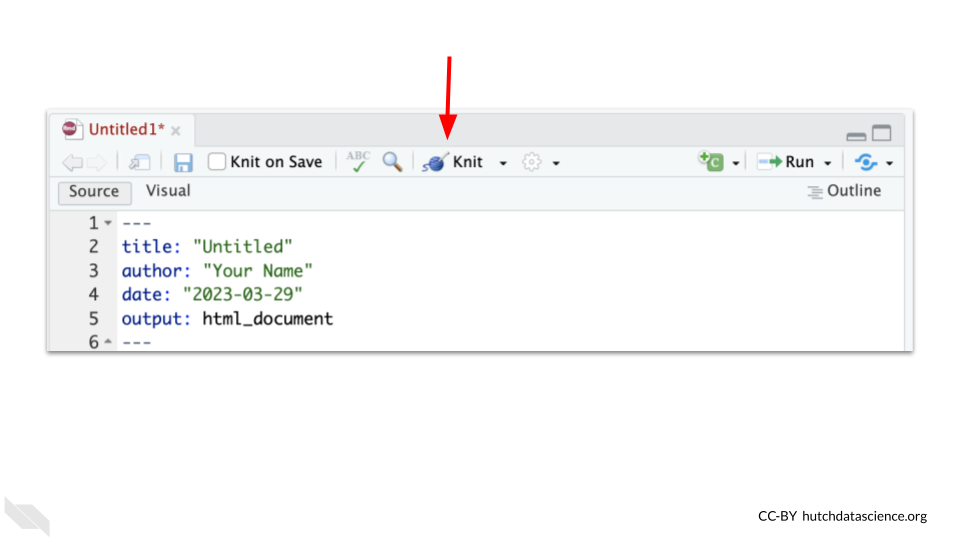 Untitled1*
Knit on Save ABC Knit Run
Source Visual Outline
1 ---
2 title: "Untitled"
3 author: "Your Name"
4 date: "2023-03-29"
5 output: html_document
6 ---
CC-BY hutchdatascience.org